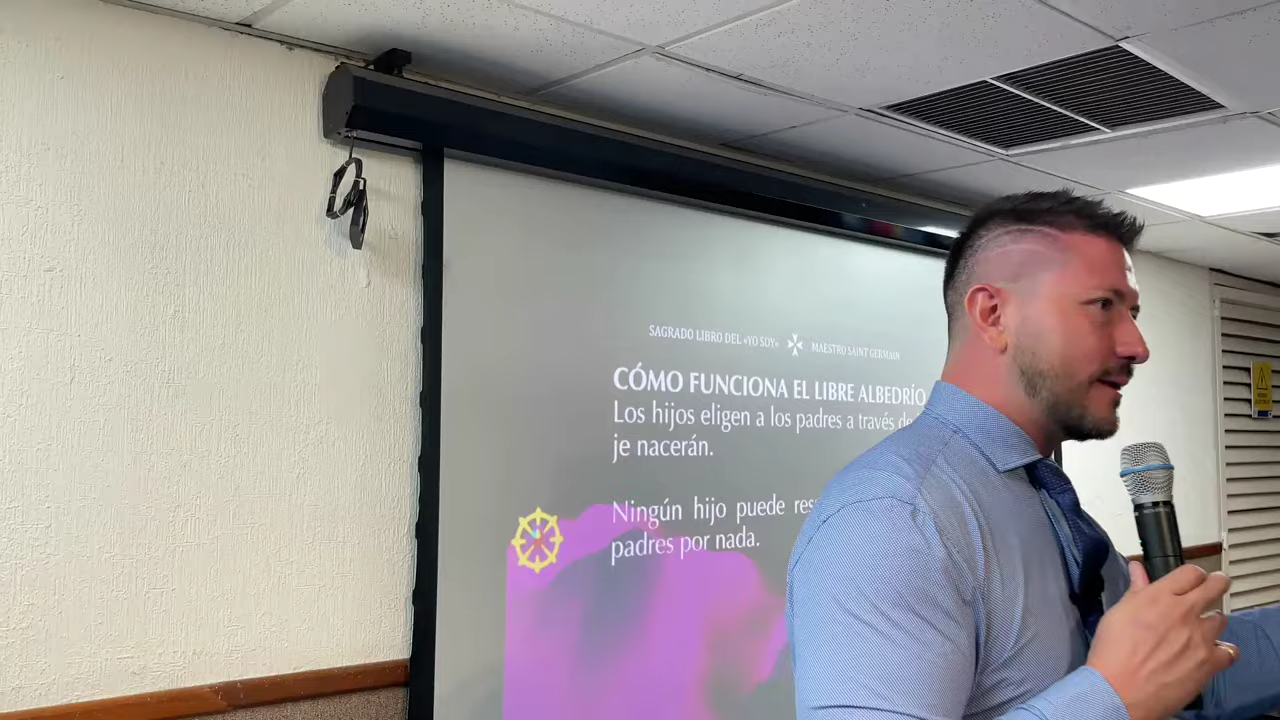 SAGRADO LIBRO DEL «YO SOY» MAESTRO SAINT GERMAIN
CÓMO FUNCIONA EL LIBRE ALBEDRÍO
Los hijos eligen a los padres a través de
je nacerán.
Ningún hijo puede
padres por nada.